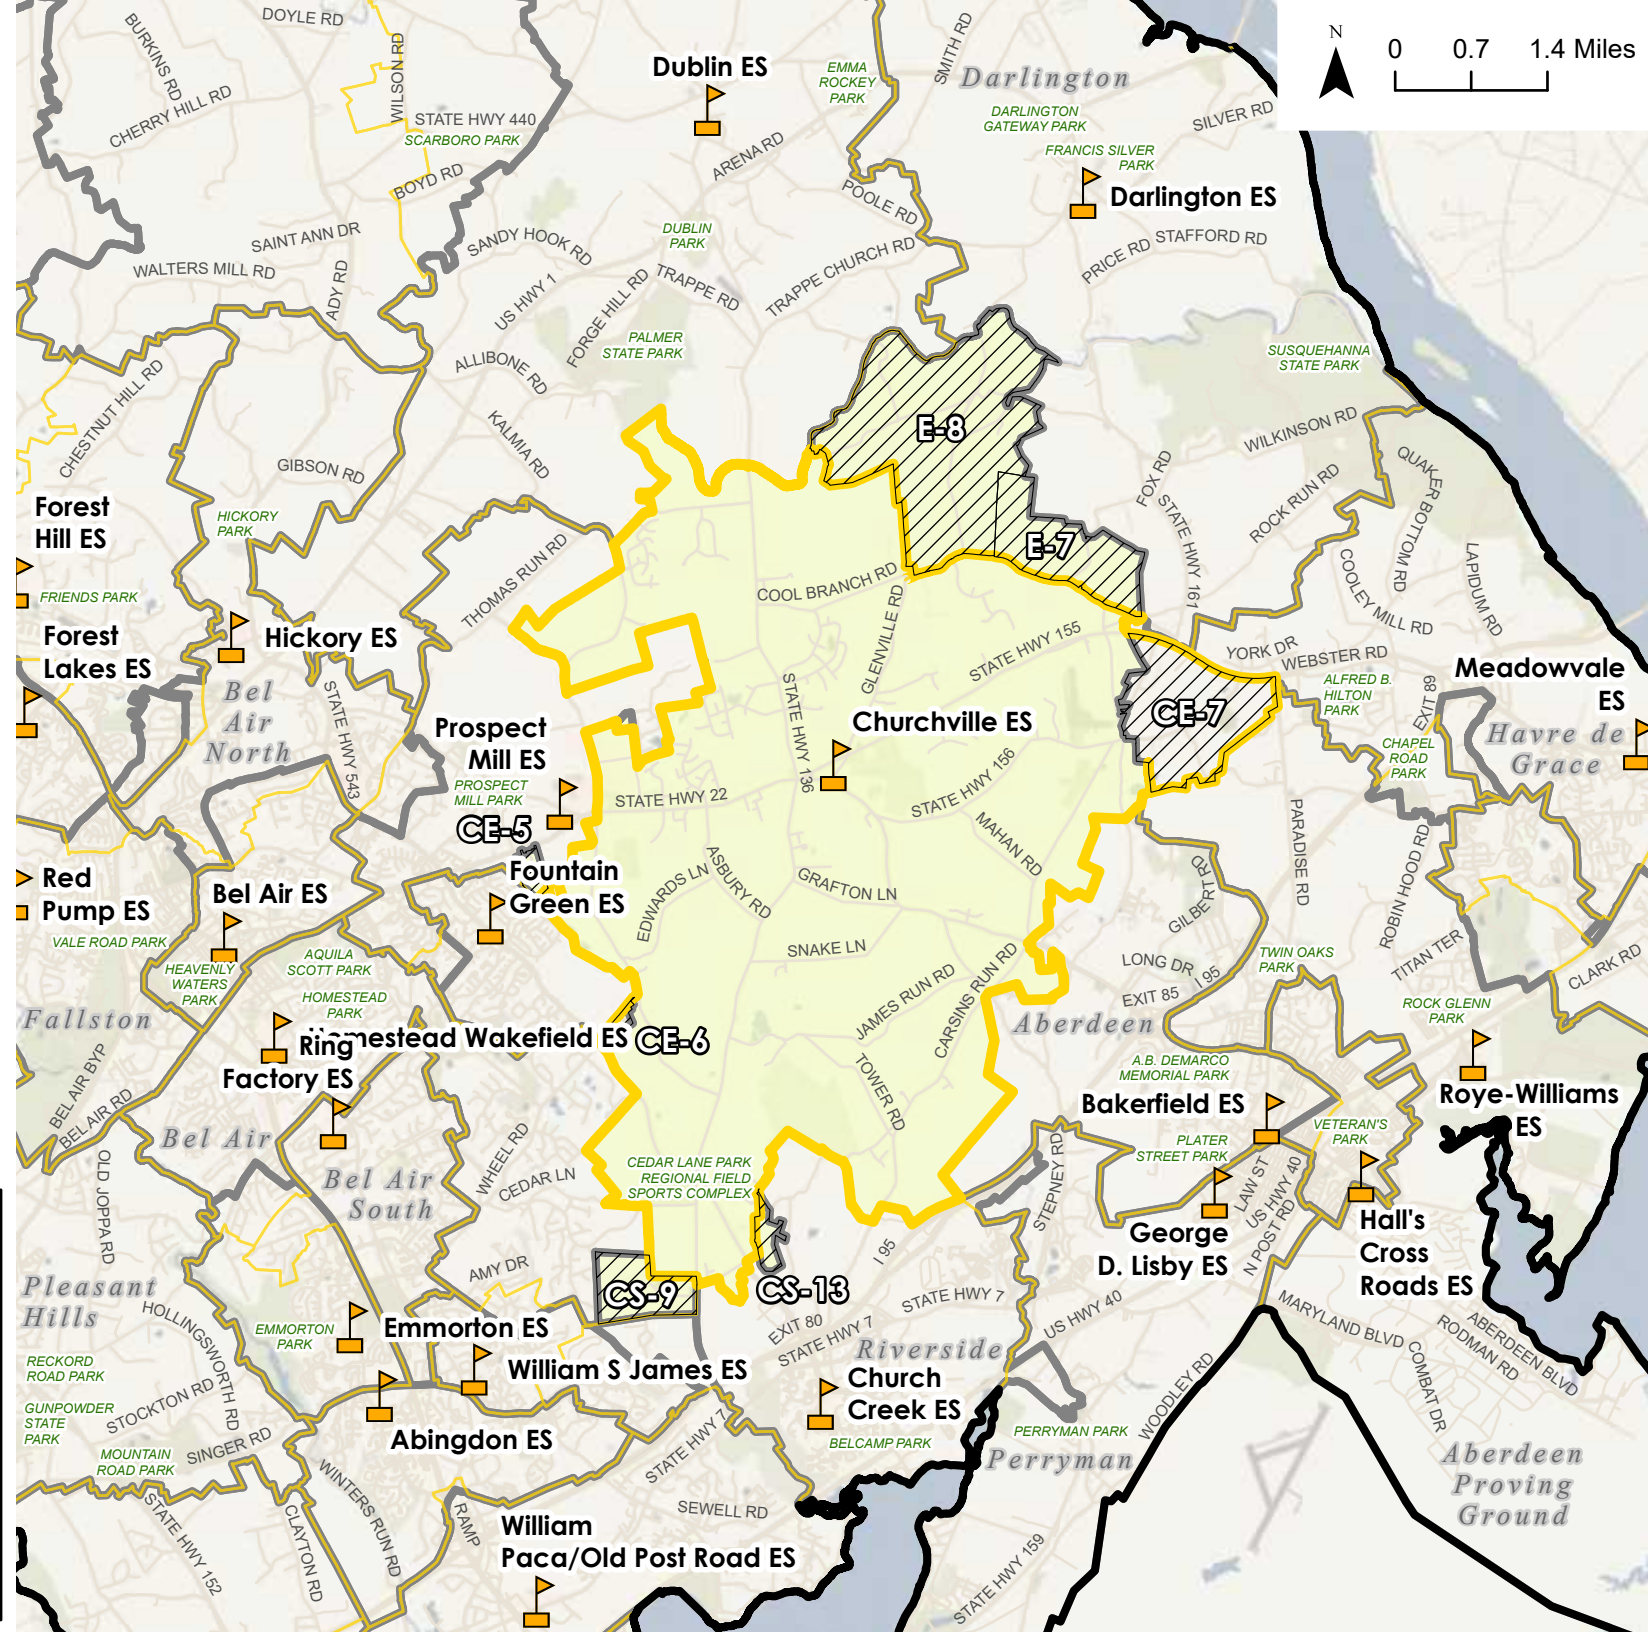 DOYLE RD
BURKINS RD
WILSON RD
CHERRY HILL RD
STATE HWY 440
SCARBORO PARK
BOYD RD
Dublin ES
EMMA
ROCKEY
PARK
SMITH RD
Darlington
DARLINGTON
GATEWAY PARK
SILVER RD
N
0 0.7 1.4 Miles
FRANCIS SILVER
PARK
Darlington ES
ARENA RD
POOLE RD
SAINT ANN DR
WALTERS MILL RD
ADY RD
SANDY HOOK RD
DUBLIN
PARK
US HWY 1
FORGE HILL RD
TRAPPE RD
TRAPPE CHURCH RD
PRICE RD
STAFFORD RD
PALMER
STATE PARK
ALLIBONE RD
SUSQUEHANNA
STATE PARK
CHESTNUT HILL RD
KALMIA RD
GIBSON RD
E-8
WILKINSON RD
QUAKER BOTTOM RD
FOX RD
STATE HWY 161
ROCK RUN RD
Forest
Hill ES
HICKORY
PARK
E-7
THOMAS RUN RD
COOL BRANCH RD
GLENVILLE RD
COOLEY MILL RD
LAPIDUM RD
FRIENDS PARK
Forest
Lakes ES
Hickory ES
STATE HWY 155
YORK DR
WEBSTER RD
Bel
Air
North
STATE HWY 543
Prospect
Mill ES
PROSPECT
MILL PARK
STATE HWY 136
Churchville ES
CE-7
ALFRED B.
HILTON
PARK
EXIT 89
Meadowvale
ES
Havre de
Grace
CHAPEL
ROAD
PARK
STATE HWY 22
STATE HWY 156
CE-5
MAHAN RD
PARADISE RD
ROBIN HOOD RD
Red
Pump ES
Bel Air ES
Fountain
Green ES
EDWARDS LN
ASBURY RD
GRAFTON LN
GILBERT RD
VALE ROAD PARK
HEAVENLY
WATERS
PARK
AQUILA
SCOTT PARK
SNAKE LN
LONG DR
I 95
TWIN OAKS
PARK
TITAN TER
CLARK RD
HOMESTEAD
PARK
JAMES RUN RD
CARSINS RUN RD
EXIT 85
ROCK GLENN
PARK
Fallston
Aberdeen
Ring
Factory ES
mestead Wakefield ES
CE-6
BEL AIR BYP
BELAIR RD
TOWER RD
A.B. DEMARCO
MEMORIAL PARK
Bakerfield ES
Roye-Williams
ES
VETERAN'S
PARK
Bel Air
PLATER
STREET PARK
OLD JOPPA RD
Bel Air
South
WHEEL RD
CEDAR LN
CEDAR LANE PARK
REGIONAL FIELD
SPORTS COMPLEX
STEPNEY RD
LAW ST
US HWY 40
N POST RD
George
D. Lisby ES
Hall's
Cross
Roads ES
I 95
Pleasant
Hills
AMY DR
CS-9
CS-13
HOLLINGSWORTH RD
EMMORTON
PARK
Emmorton ES
EXIT 80
STATE HWY 7
STATE HWY 7
US HWY 40
MARYLAND BLVD
ABERDEEN BLVD
RODMAN RD
Riverside
RECKORD
ROAD PARK
William S James ES
Church
Creek ES
COMBAT DR
STOCKTON RD
GUNPOWDER
STATE
PARK
WOODLEY RD
Abingdon ES
SINGER RD
MOUNTAIN
ROAD PARK
STATE HWY 7
BELCAMP PARK
PERRYMAN PARK
Perryman
Aberdeen
Proving
Ground
WINTERS RUN RD
STATE HWY 152
CLAYTON RD
RAMP
SEWELL RD
William
Paca/Old Post Road ES
STATE HWY 159